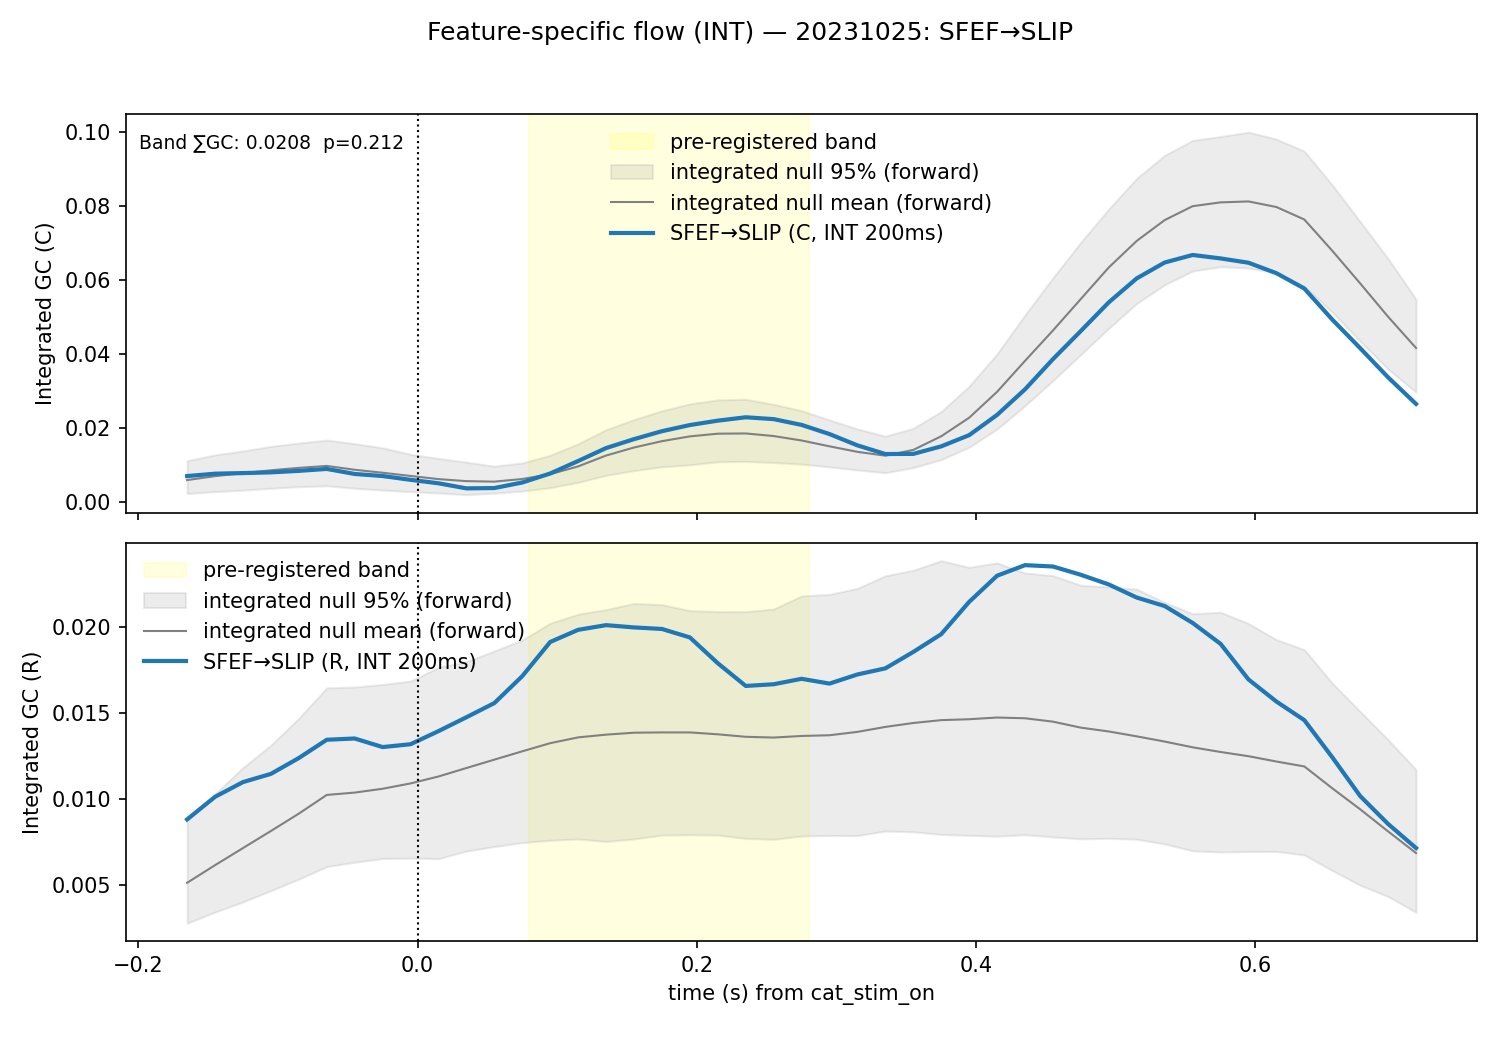 Feature-specific flow (INT) — 20231025: SFEF→SLIP
Band ∑GC: 0.0208  p=0.212
pre-registered band
integrated null 95% (forward)
integrated null mean (forward)
SFEF→SLIP (C, INT 200ms)
Integrated GC (C)
0.10
0.08
0.06
0.04
0.02
0.00
pre-registered band
integrated null 95% (forward)
integrated null mean (forward)
SFEF→SLIP (R, INT 200ms)
Integrated GC (R)
0.020
0.015
0.010
0.005
−0.2 0.0 0.2 0.4 0.6
time (s) from cat_stim_on